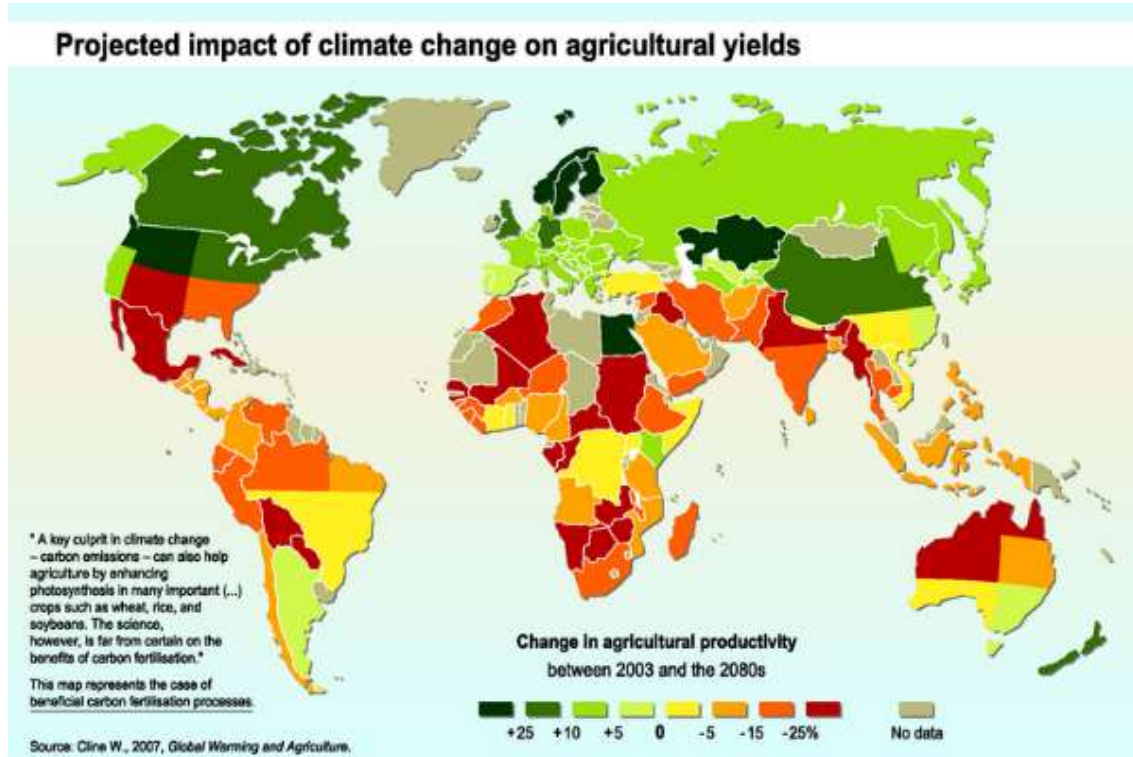 Projected impact of climate change on agricultural yields
" A key culprit in climate change
– carbon emissions – can also help
agriculture by enhancing
photosynthesis in many important (...)
crops such as wheat, rice, and
soybeans. The science,
however, is far from certain on the
benefits of carbon fertilisation."
This map represents the case of
beneficial carbon fertilisation processes.
Source: Cline W., 2007, Global Warming and Agriculture.
Change in agricultural productivity
between 2003 and the 2080s
+25 +10 +5 0 -5 -15 -25% No data